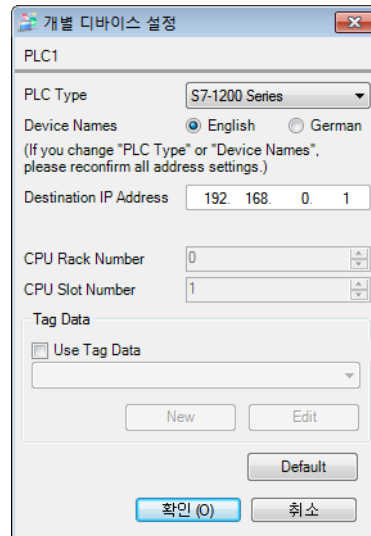 개별 디바이스 설정
PLC1
PLC Type
S7-1200 Series
Device Names
English
German
(If you change "PLC Type" or "Device Names",
please reconfirm all address settings.)
Destination IP Address
192. 168. 0. 1
CPU Rack Number
0
CPU Slot Number
1
Tag Data
Use Tag Data
New
Edit
Default
확인 (O)
취소